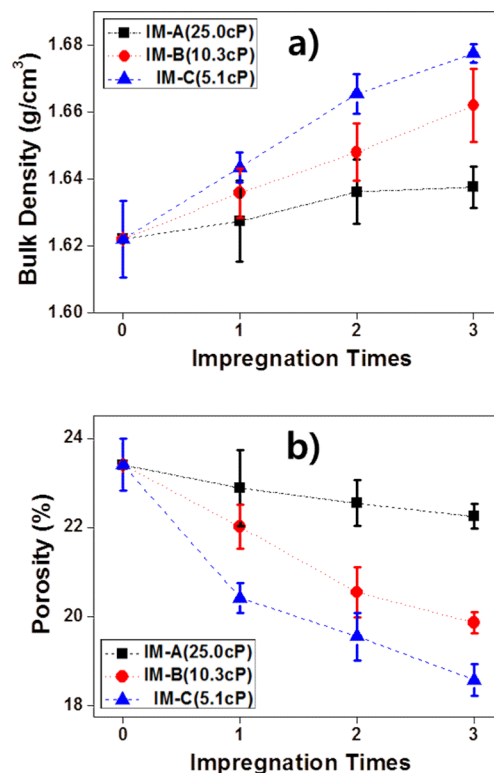 a)
IM-A(25.0cP)
IM-B(10.3cP)
IM-C(5.1cP)
Bulk Density (g/cm³)
1.68
1.66
1.64
1.62
1.60
0 1 2 3
Impregnation Times
b)
Porosity (%)
24
22
20
18
IM-A(25.0cP)
IM-B(10.3cP)
IM-C(5.1cP)
0 1 2 3
Impregnation Times